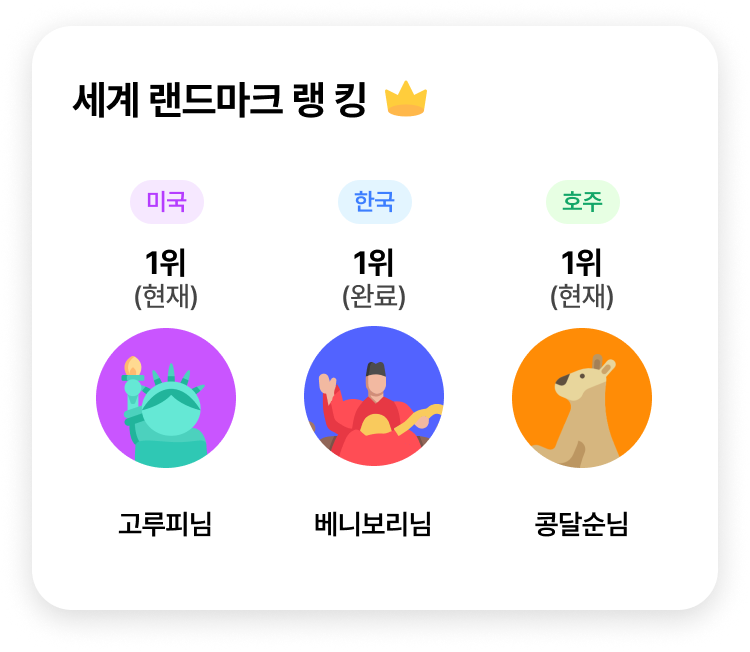 세계 랜드마크 랭 킹
미국 한국 호주
1위 1위 1위
(현재) (완료) (현재)
고루피님 베니보리님 콩달순님